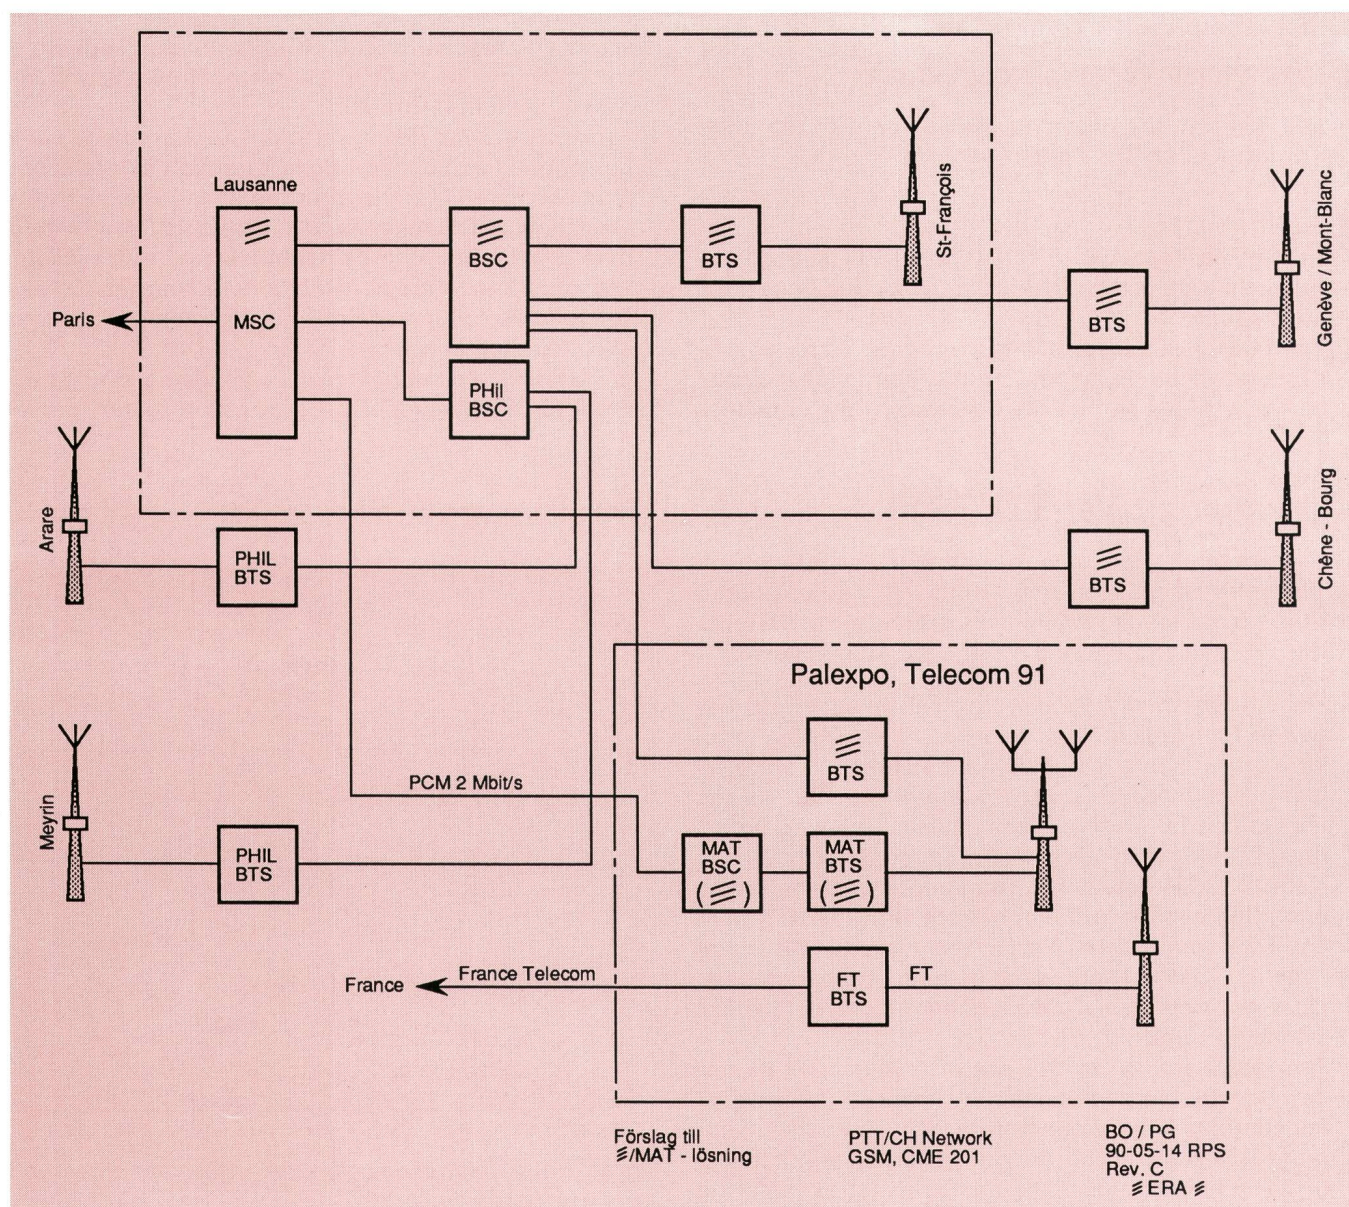 Lausanne
MSC
BSC
BTS
St-François
Genève / Mont-Blanc
BTS
Paris
PHil
BSC
Arare
PHIL
BTS
Chêne - Bourg
BTS
Palexpo, Telecom 91
BTS
Meyrin
PCM 2 Mbit/s
PHIL
BTS
MAT
BSC
( )
MAT
BTS
( )
France
France Telecom
FT
BTS
FT
Förslag till
/MAT - lösning
PTT/CH Network
GSM, CME 201
BO / PG
90-05-14 RPS
Rev. C
ERA